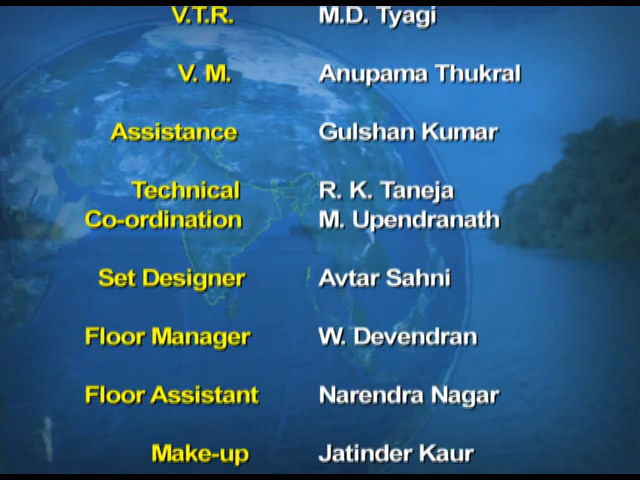 V.T.R. M.D. Tyagi
V. M. Anupama Thukral
Assistance Gulshan Kumar
Technical R. K. Taneja
Co-ordination M. Upendranath
Set Designer Avtar Sahni
Floor Manager W. Devendran
Floor Assistant Narendra Nagar
Make-up Jatinder Kaur